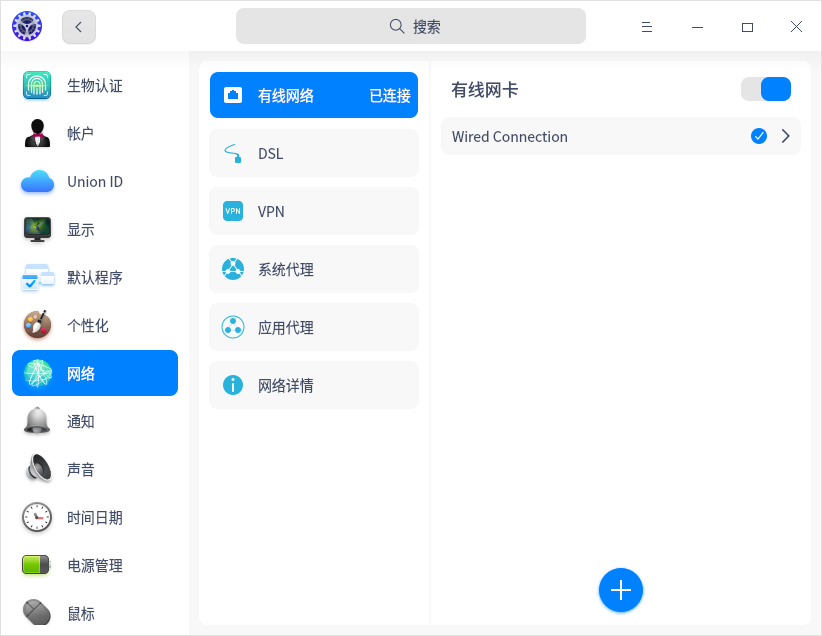 搜索
生物认证
帐户
Union ID
显示
默认程序
个性化
网络
通知
声音
时间日期
电源管理
鼠标
有线网络 已连接
DSL
VPN
VPN
系统代理
应用代理
网络详情
有线网卡
Wired Connection